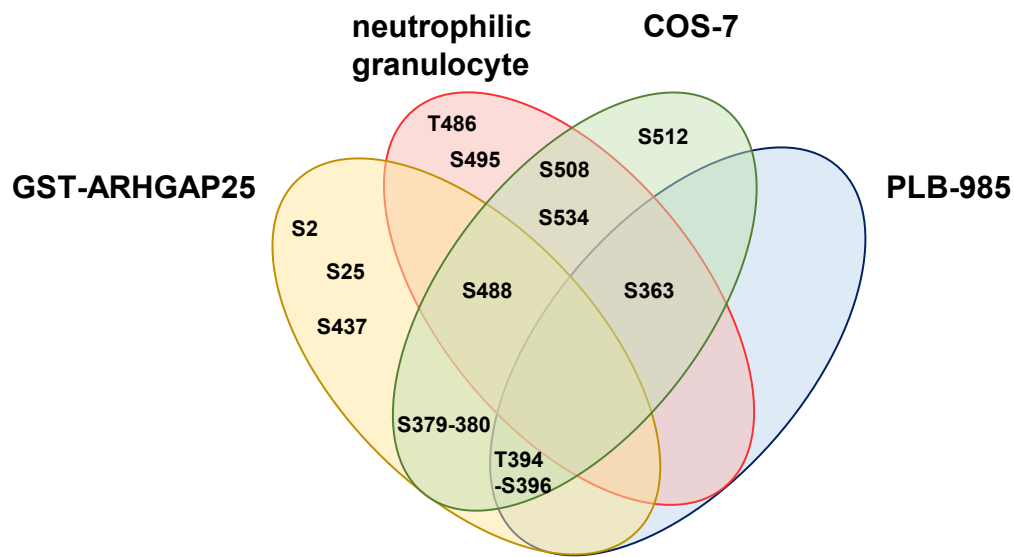 neutrophilic
granulocyte
COS-7
GST-ARHGAP25
PLB-985
T486
S495
S508
S512
S534
S2
S25
S437
S488
S363
S379-380
T394
-S396